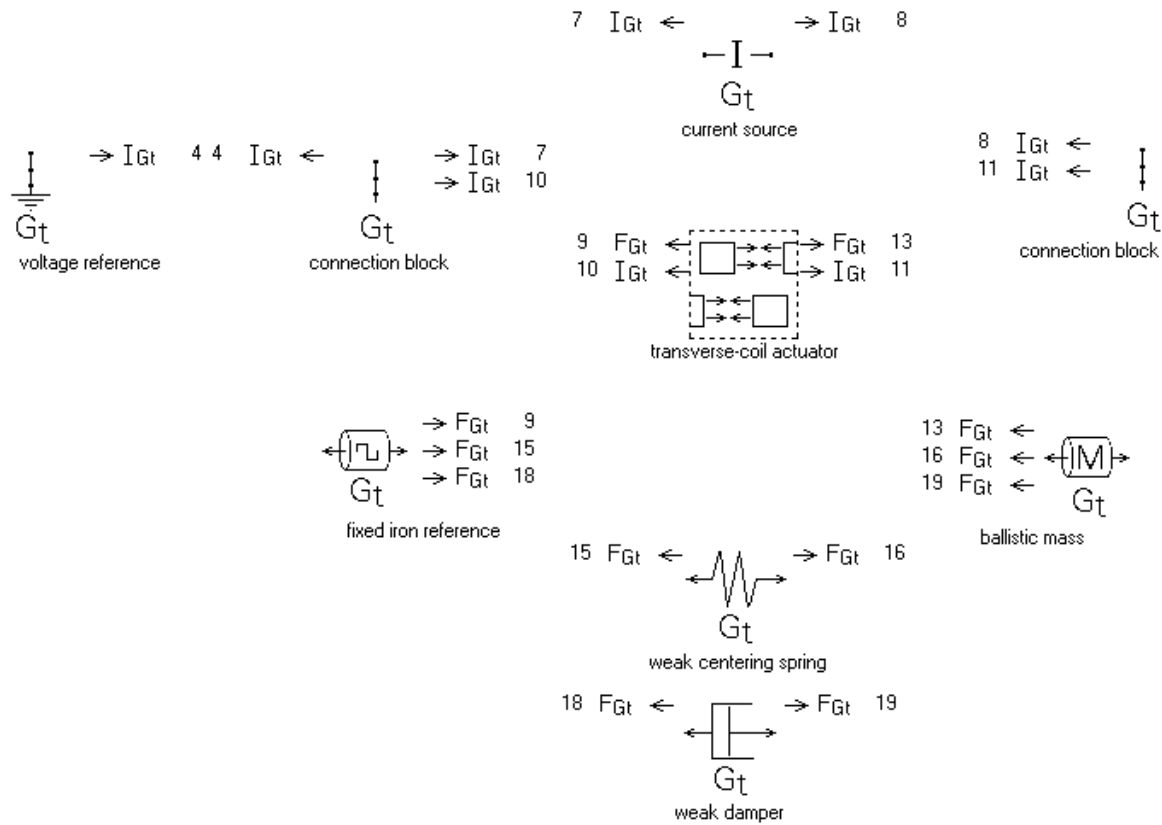 7 IGt
IGt 8
I
Gt
current source
IGt 4
4 IGt
IGt 7
IGt 10
8 IGt
11 IGt
Gt
voltage reference
Gt
connection block
Gt
connection block
9 FGt
FGt 13
10 IGt
IGt 11
transverse-coil actuator
FGt 9
FGt 15
FGt 18
Gt
fixed iron reference
13 FGt
16 FGt
19 FGt
M
Gt
ballistic mass
15 FGt
FGt 16
Gt
weak centering spring
18 FGt
FGt 19
Gt
weak damper